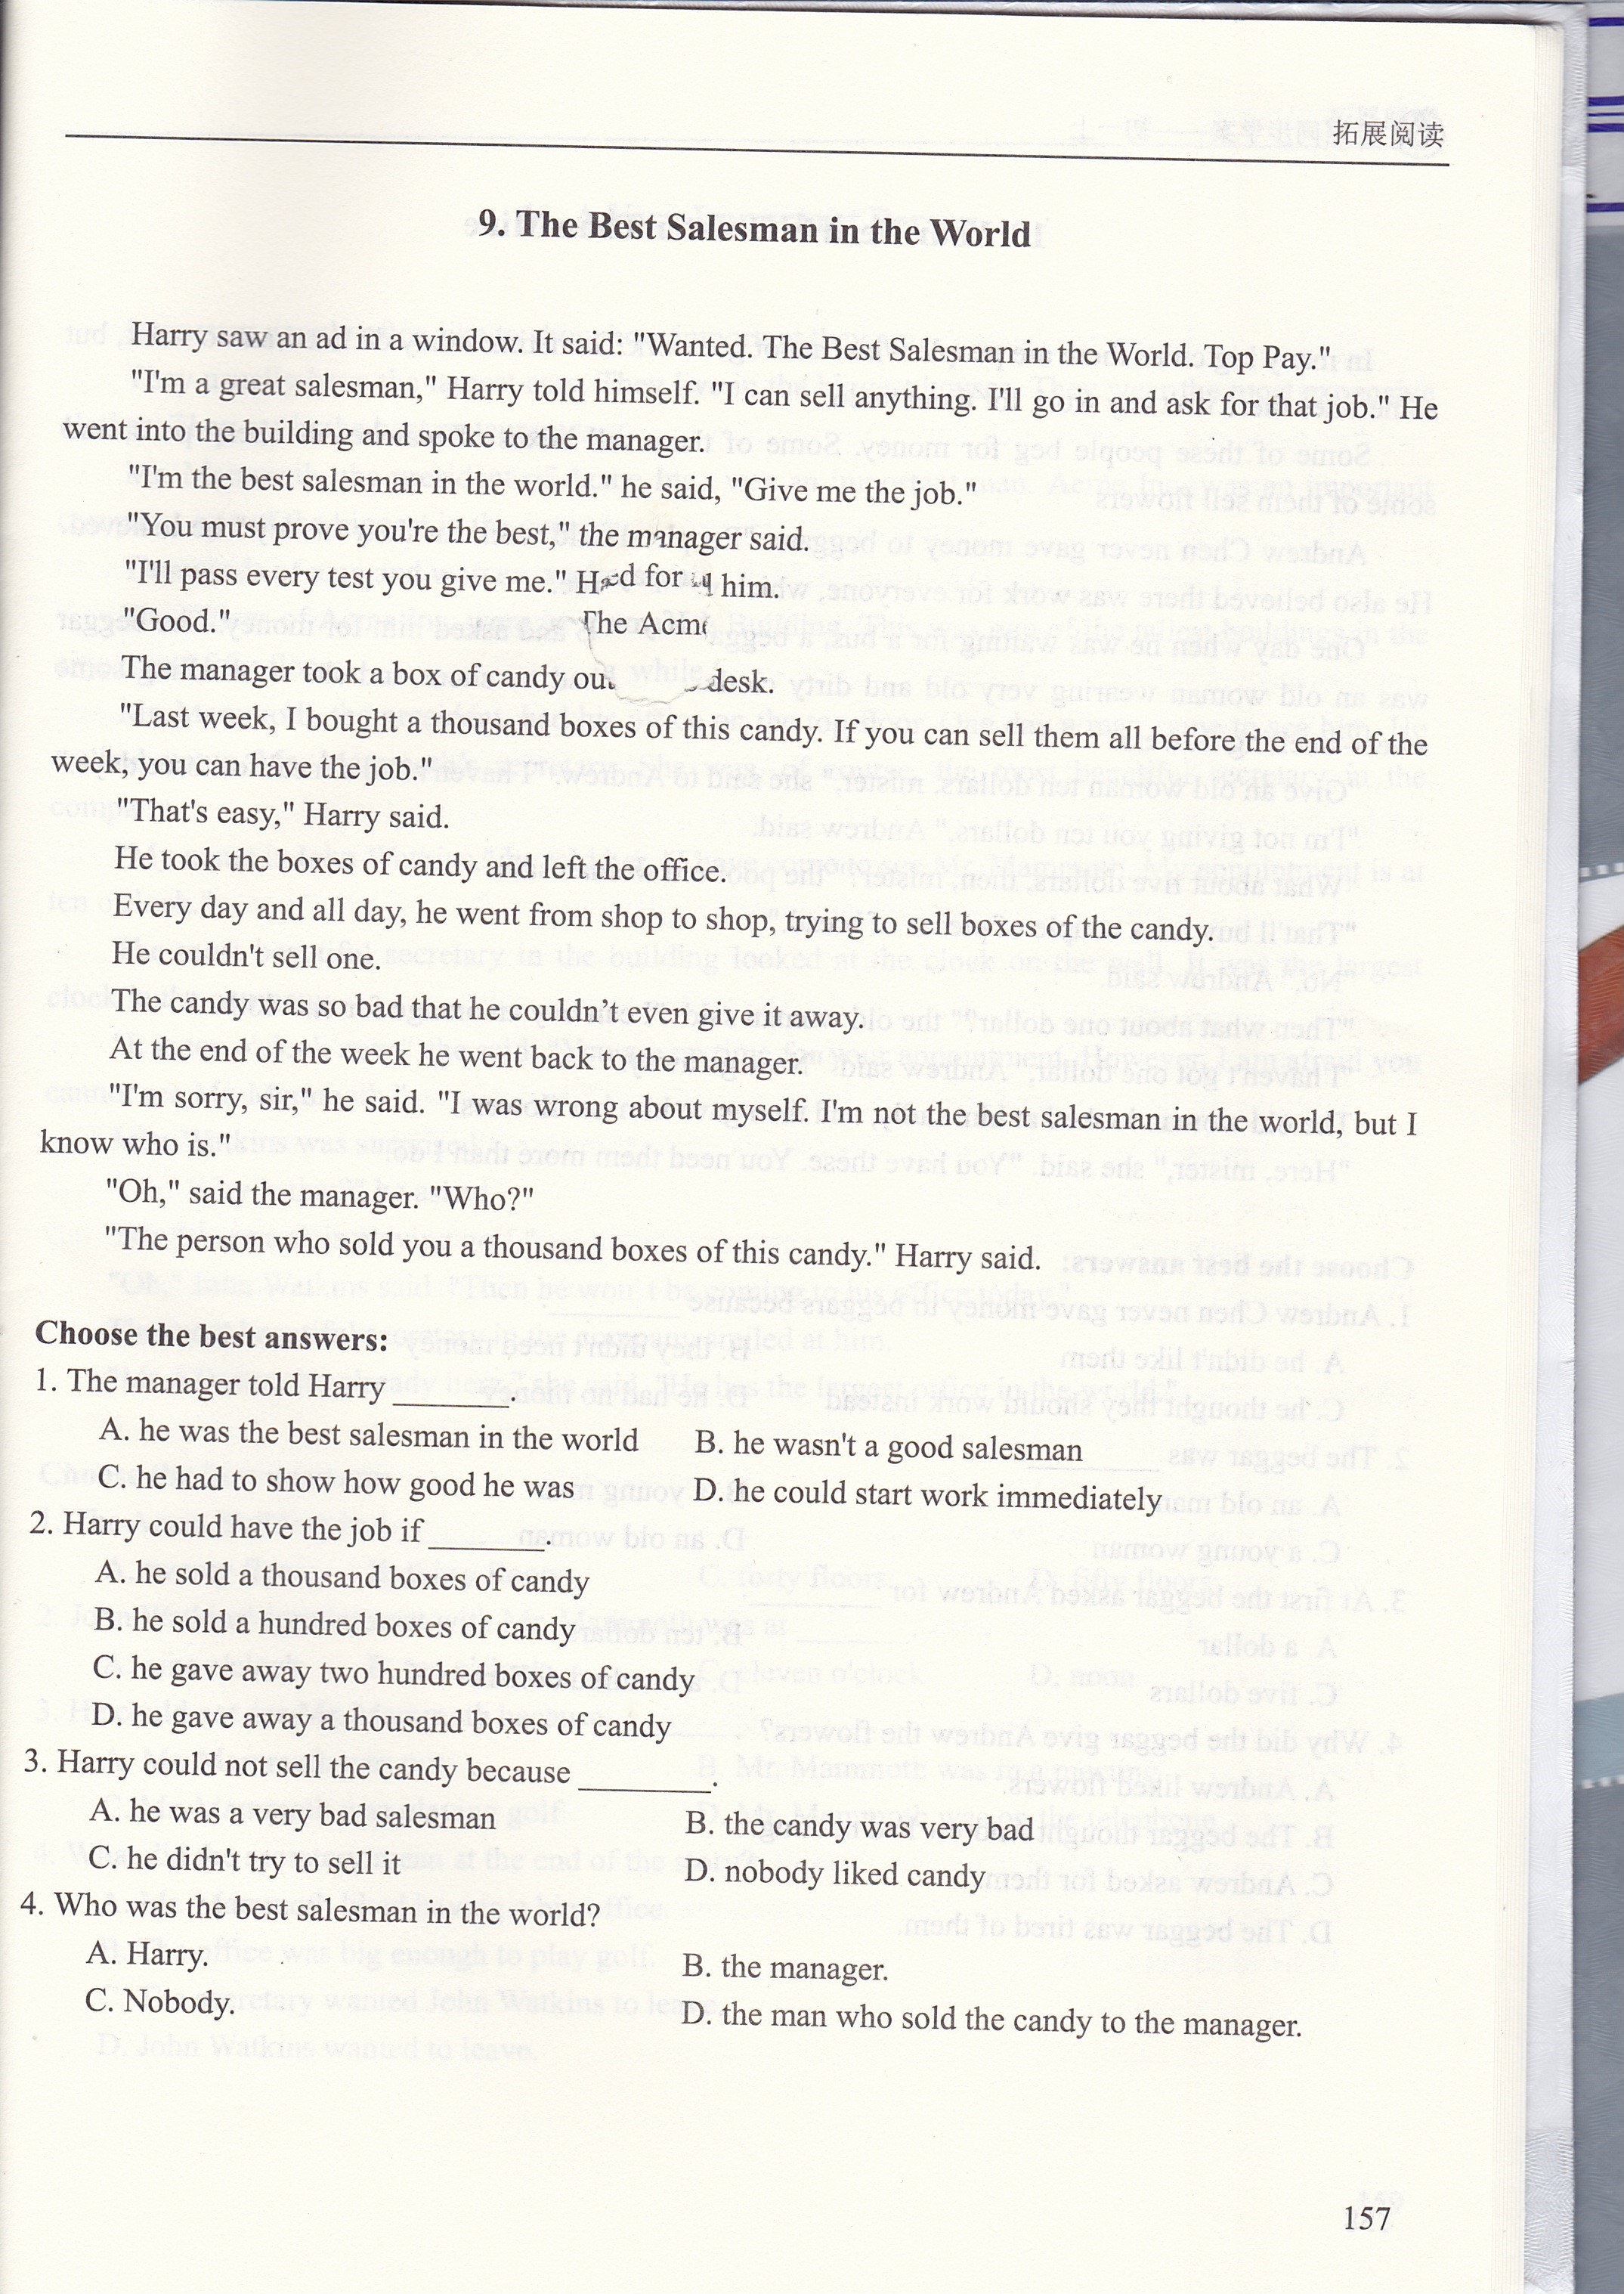 拓展阅读
9. The Best Salesman in the World
Harry saw an ad in a window. It said: "Wanted. The Best Salesman in the World. Top Pay."
"I'm a great salesman," Harry told himself. "I can sell anything. I'll go in and ask for that job." He
went into the building and spoke to the manager.
"I'm the best salesman in the world." he said, "Give me the job."
"You must prove you're the best," the manager said.
"I'll pass every test you give me." ed for him.
"Good." The Acme
The manager took a box of candy desk.
"Last week, I bought a thousand boxes of this candy. If you can sell them all before the end of the
week, you can have the job."
"That's easy," Harry said.
He took the boxes of candy and left the office.
Every day and all day, he went from shop to shop, trying to sell boxes of the candy.
He couldn't sell one.
The candy was so bad that he couldn't even give it away.
At the end of the week he went back to the manager.
"I'm sorry, sir," he said. "I was wrong about myself. I'm not the best salesman in the world, but I
know who is."
"Oh," said the manager. "Who?"
"The person who sold you a thousand boxes of this candy." Harry said.
Choose the best answers:
1. The manager told Harry ________.
A. he was the best salesman in the world B. he wasn't a good salesman
C. he had to show how good he was D. he could start work immediately
2. Harry could have the job if ________.
A. he sold a thousand boxes of candy
B. he sold a hundred boxes of candy
C. he gave away two hundred boxes of candy
D. he gave away a thousand boxes of candy
3. Harry could not sell the candy because _________.
A. he was a very bad salesman B. the candy was very bad
C. he didn't try to sell it D. nobody liked candy
4. Who was the best salesman in the world?
A. Harry. B. the manager.
C. Nobody. D. the man who sold the candy to the manager.
157